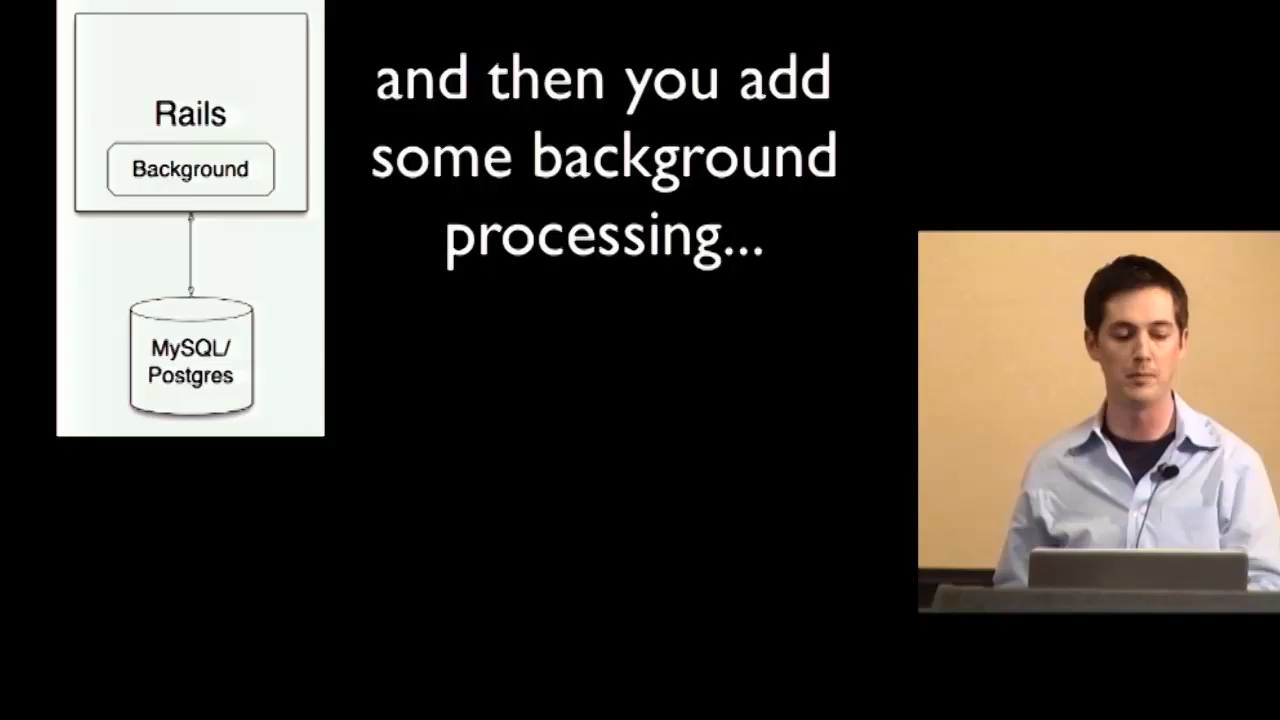 Rails
Background
MySQL/
Postgres
and then you add
some background
processing...